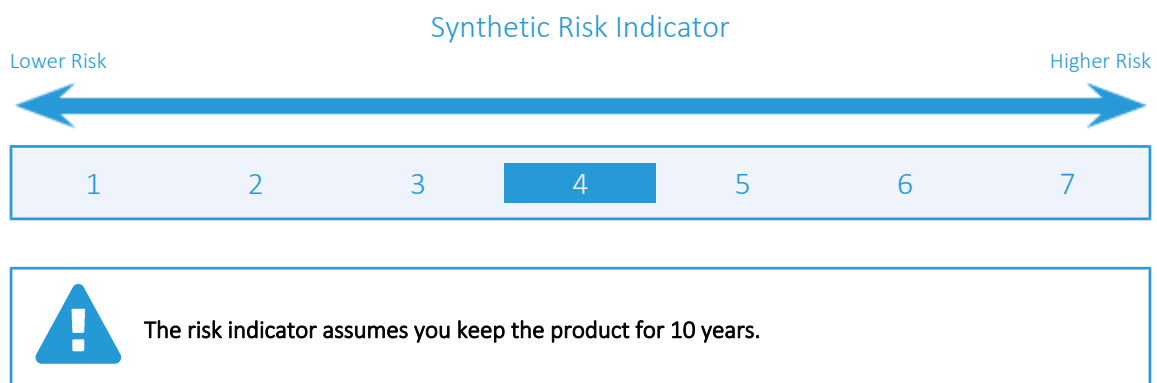 Synthetic Risk Indicator
Lower Risk Higher Risk
1 2 3 4 5 6 7
The risk indicator assumes you keep the product for 10 years.